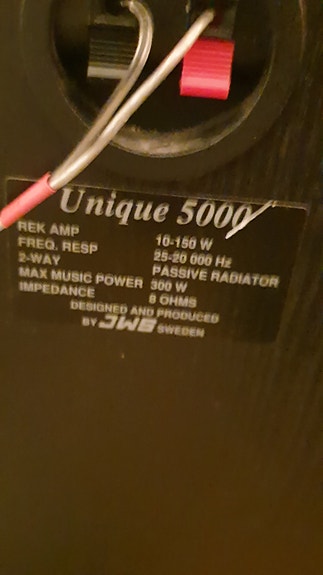 Unique 5000
REK AMP 10-150 W
FREQ. RESP 25-20 000 Hz
2-WAY PASSIVE RADIATOR
MAX MUSIC POWER 300 W
IMPEDANCE 8 OHMS
DESIGNED AND PRODUCED
BY JWS SWEDEN